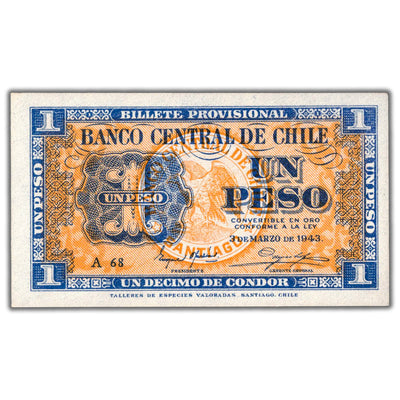 1 BILLETE PROVISIONAL 1
BANCO CENTRAL DE CHILE
UN PESO
1
UN PESO
UN
PESO
CONVERTIBLE EN ORO
CONFORME A LA LEY
3 DE MARZO DE 1943.
UN PESO
SANTIAGO
A 68
PRESIDENTE
GERENTE GENERAL
1 UN DECIMO DE CONDOR 1
TALLERES DE ESPECIES VALORADAS, SANTIAGO, CHILE